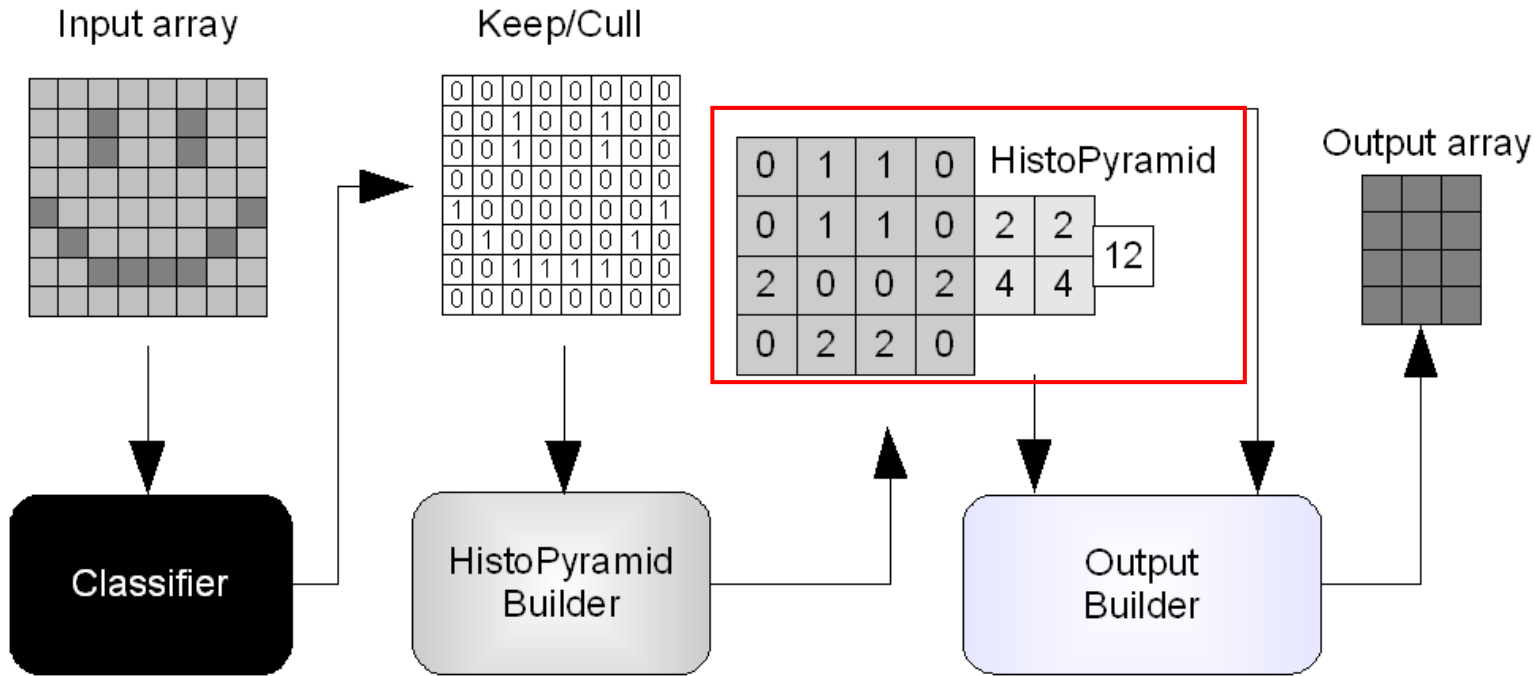 Input array
Keep/Cull
0 0 0 0 0 0 0 0
0 0 1 0 0 1 0 0
0 0 1 0 0 1 0 0
0 0 0 0 0 0 0 0
1 0 0 0 0 0 0 1
0 1 0 0 0 0 1 0
0 0 1 1 1 1 0 0
0 0 0 0 0 0 0 0
HistoPyramid
0 1 1 0
0 1 1 0
2 0 0 2
0 2 2 0
2 2
4 4
12
Output array
Classifier
HistoPyramid
Builder
Output
Builder